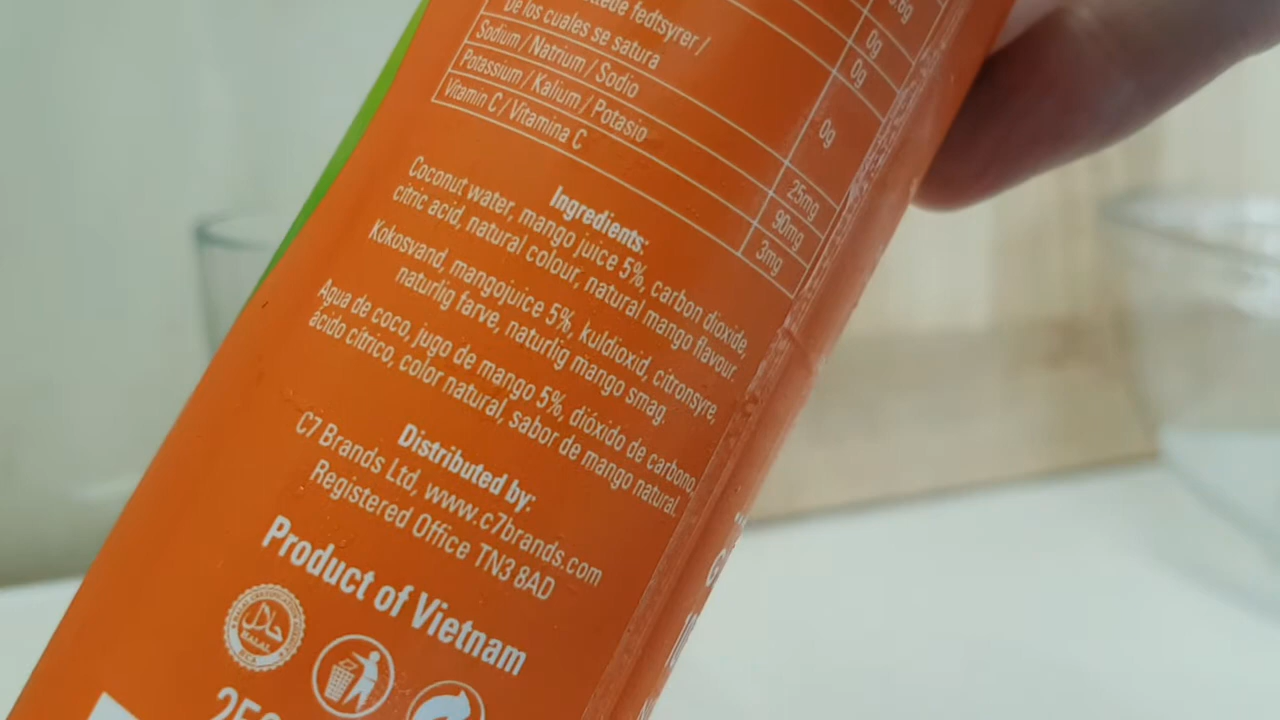 0g
fedtsyrer /
De los cuales se satura
0g
Sodium / Natrium / Sodio
0g
Potassium / Kalium / Potasio
25mg
Vitamin C / Vitamina C
90mg
3mg
Ingredients:
Coconut water, mango juice 5%, carbon dioxide,
citric acid, natural colour, natural mango flavour.
Kokosvand, mangojuice 5%, kuldioxid, citronsyre,
naturlig farve, naturlig mango smag.
Agua de coco, jugo de mango 5%, dióxido de carbono,
ácido cítrico, color natural, sabor de mango natural.
Distributed by:
C7 Brands Ltd, www.c7brands.com
Registered Office TN3 8AD
Product of Vietnam
حلال
HALAL